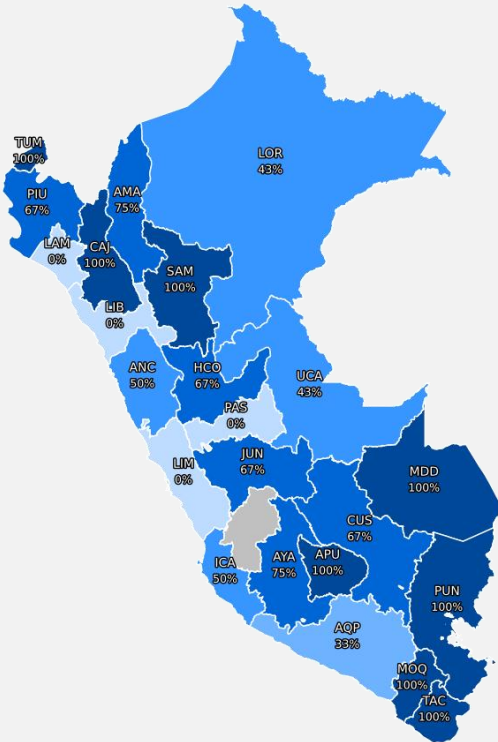 TUM
100%
LOR
43%
PIU
67%
AMA
75%
LAM
0%
CAJ
100%
SAM
100%
LIB
0%
ANC
50%
HCO
67%
UCA
43%
PAS
0%
JUN
67%
LIM
0%
MDD
100%
CUS
67%
ICA
50%
AYA
75%
APU
100%
PUN
100%
AQP
33%
MOQ
100%
TAC
100%